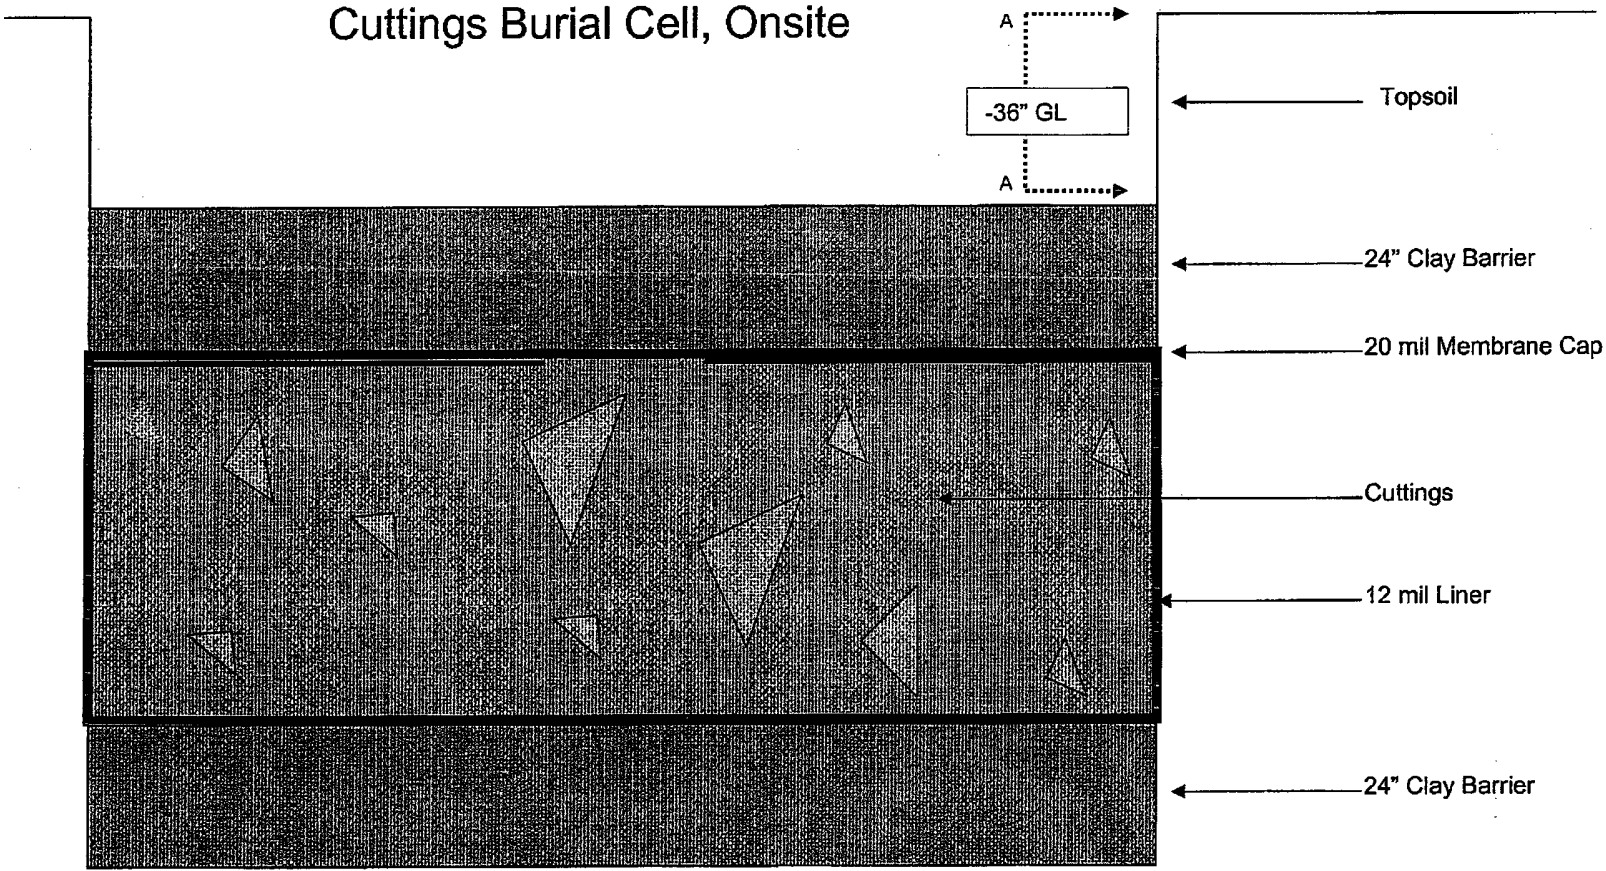 Cuttings Burial Cell, Onsite
A
-36” GL
Topsoil
A
24” Clay Barrier
20 mil Membrane Cap
Cuttings
12 mil Liner
24” Clay Barrier